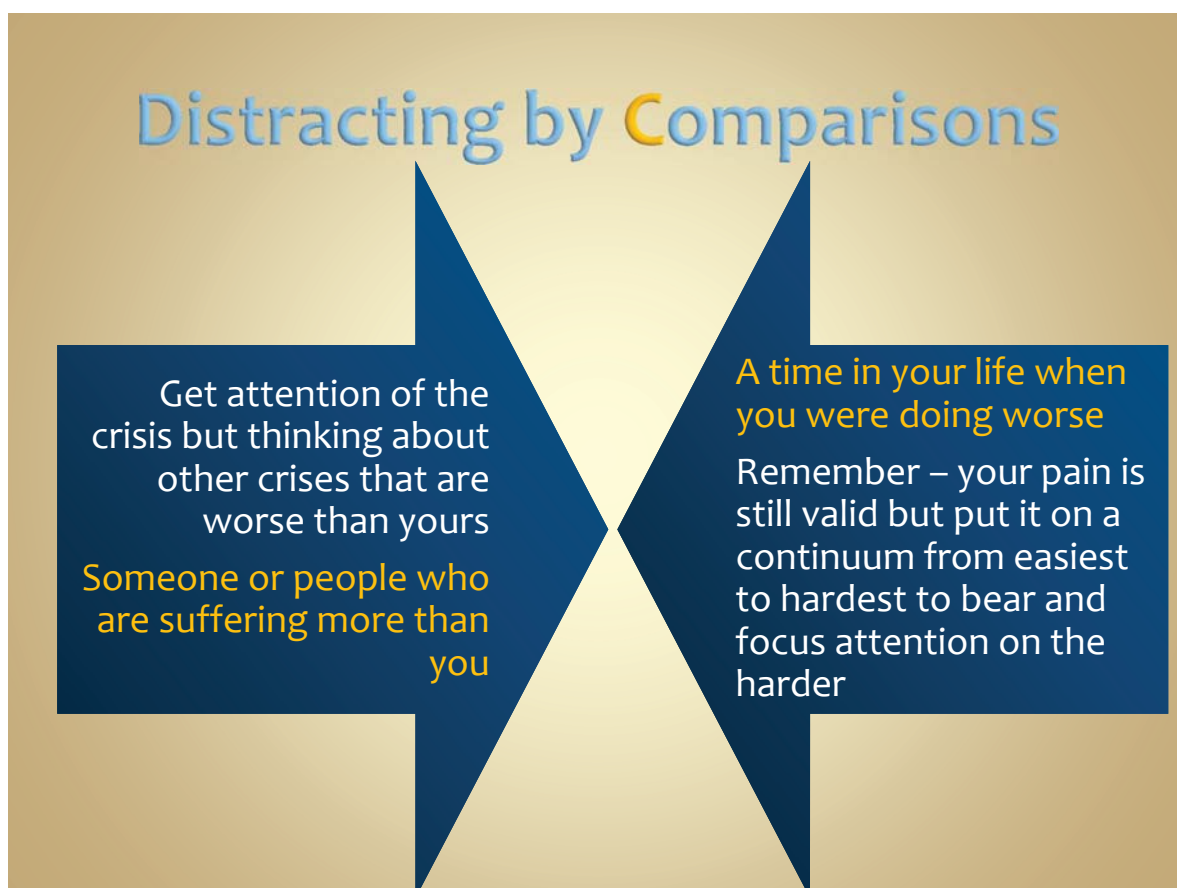 Distracting by Comparisons
Get attention of the
crisis but thinking about
other crises that are
worse than yours
Someone or people who
are suffering more than
you
A time in your life when
you were doing worse
Remember – your pain is
still valid but put it on a
continuum from easiest
to hardest to bear and
focus attention on the
harder